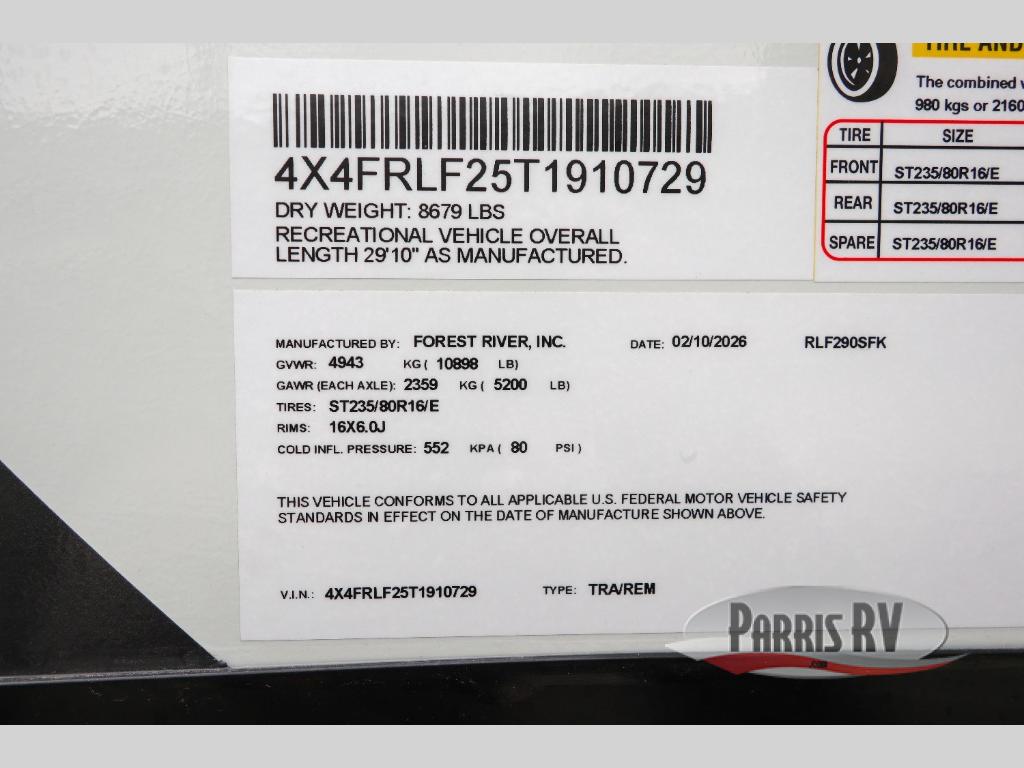 4X4FRLF25T1910729
DRY WEIGHT: 8679 LBS
RECREATIONAL VEHICLE OVERALL
LENGTH 29'10" AS MANUFACTURED.
TIRE AND
The combined
980 kgs or 2160
TIRE SIZE
FRONT ST235/80R16/E
REAR ST235/80R16/E
SPARE ST235/80R16/E
MANUFACTURED BY: FOREST RIVER, INC. DATE: 02/10/2026 RLF290SFK
GVWR: 4943 KG ( 10898 LB)
GAWR (EACH AXLE): 2359 KG ( 5200 LB)
TIRES: ST235/80R16/E
RIMS: 16X6.0J
COLD INFL. PRESSURE: 552 KPA ( 80 PSI )
THIS VEHICLE CONFORMS TO ALL APPLICABLE U.S. FEDERAL MOTOR VEHICLE SAFETY
STANDARDS IN EFFECT ON THE DATE OF MANUFACTURE SHOWN ABOVE.
V.I.N.: 4X4FRLF25T1910729 TYPE: TRA/REM
PARRIS RV